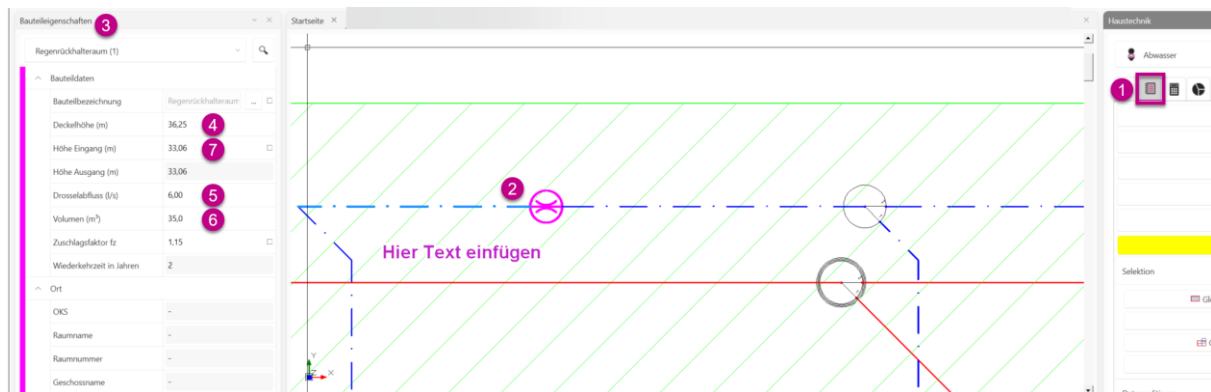 Bauteileigenschaften
3
Regenrückhalteraum (1)
Bauteildaten
Bauteilbezeichnung
Regenrückhalteraum
...
Deckelhöhe (m)
36,25
4
Höhe Eingang (m)
33,06
7
Höhe Ausgang (m)
33,06
Drosselabfluss (l/s)
6,00
5
Volumen (m³)
35,0
6
Zuschlagsfaktor fz
1,15
Wiederkehrzeit in Jahren
2
Ort
OKS
-
Raumname
-
Raumnummer
-
Geschossname
-
Startseite
2
Hier Text einfügen
Y
Z
X
Haustechnik
Abwasser
1
Selektion